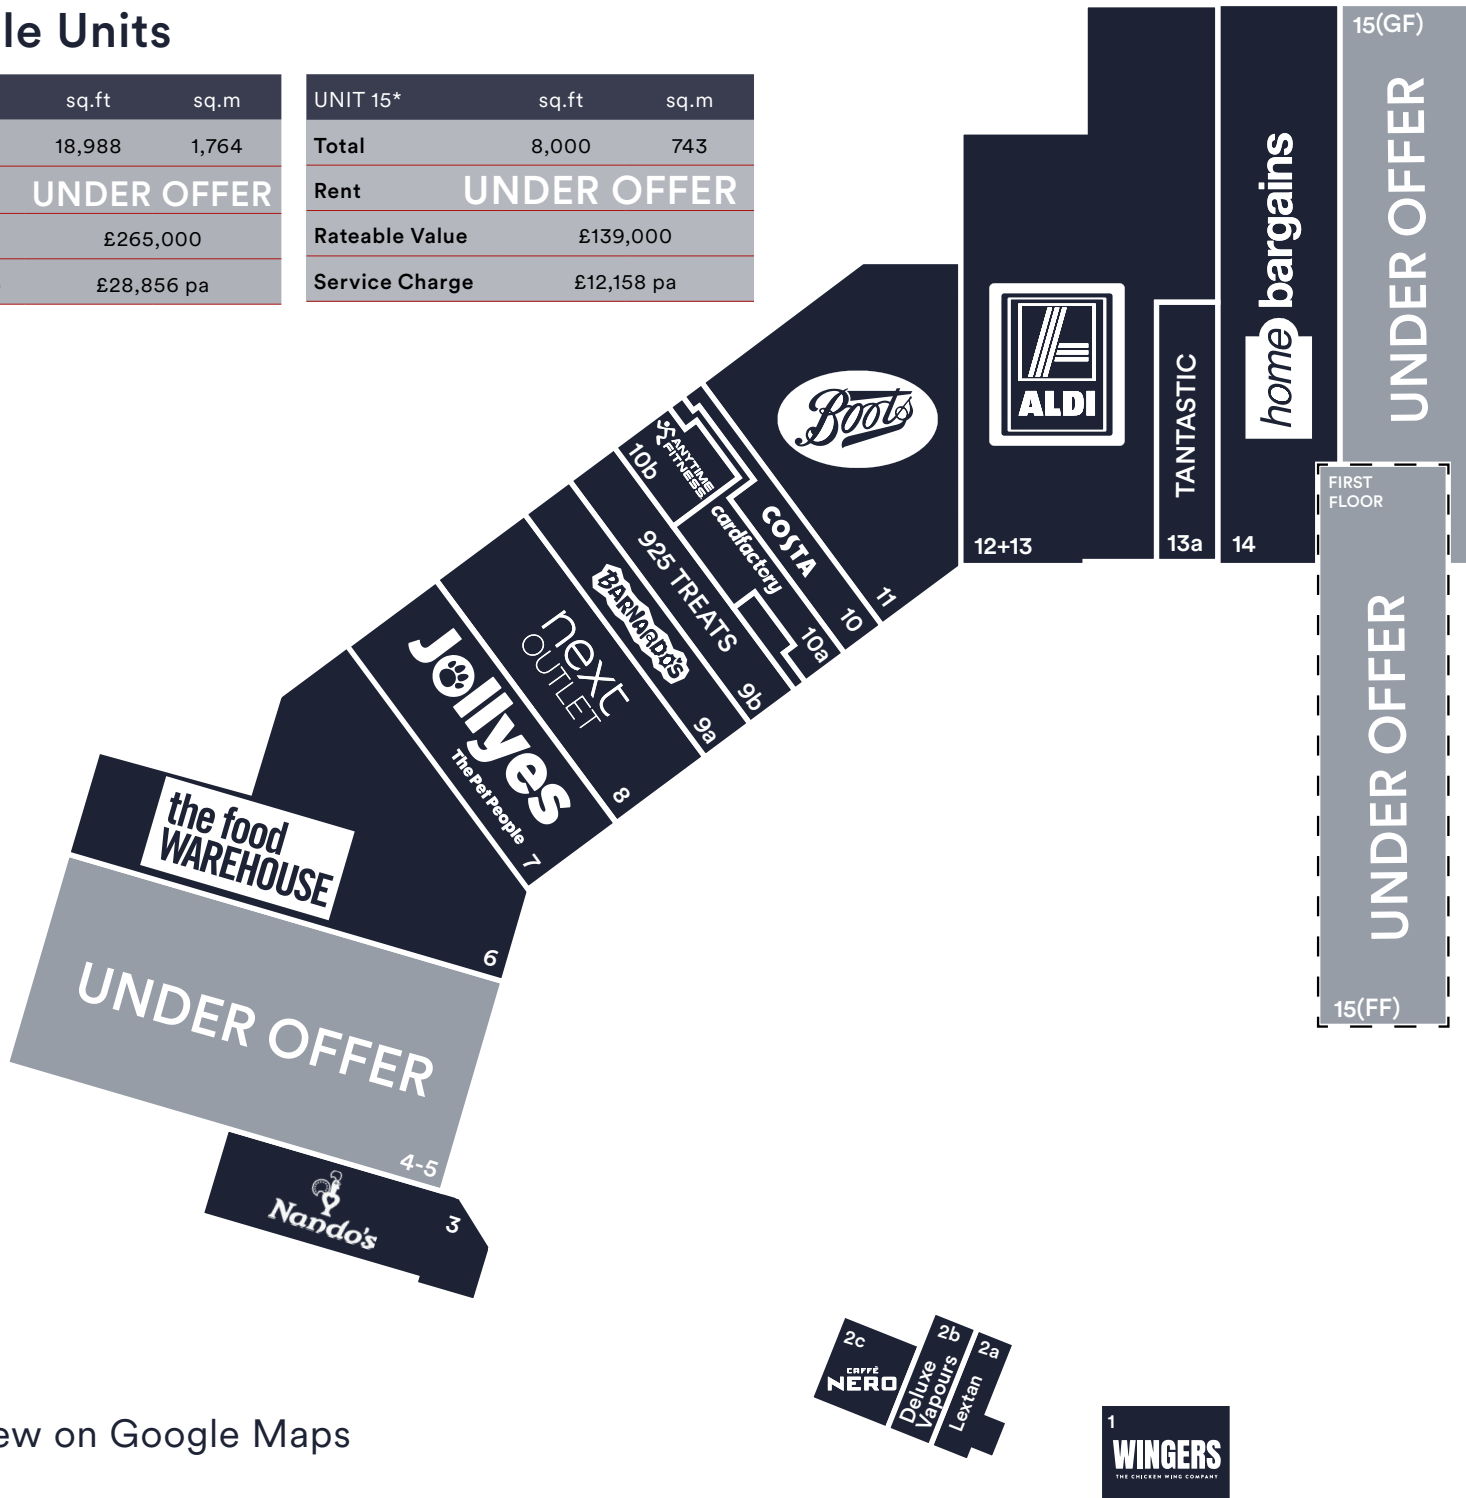 le Units
sq.ft sq.m
18,988 1,764
UNDER OFFER
£265,000
£28,856 pa
UNIT 15* sq.ft sq.m
Total 8,000 743
Rent UNDER OFFER
Rateable Value £139,000
Service Charge £12,158 pa
15(GF)
UNDER OFFER
home bargains
14
ALDI
12+13
TANTASTIC
13a
FIRST
FLOOR
UNDER OFFER
15(FF)
Boots
11
COSTA
10
cardfactory
10a
ANYTIME
FITNESS
10b
925 TREATS
9b
BARNARDO'S
9a
next
OUTLET
8
Jollyes
The Pet People
7
the food
WAREHOUSE
6
UNDER OFFER
4-5
Nando's
3
2c
CAFFÈ
NERO
2b
Deluxe
Vapours
2a
Lextan
1
WINGERS
THE CHICKEN WING COMPANY
ew on Google Maps